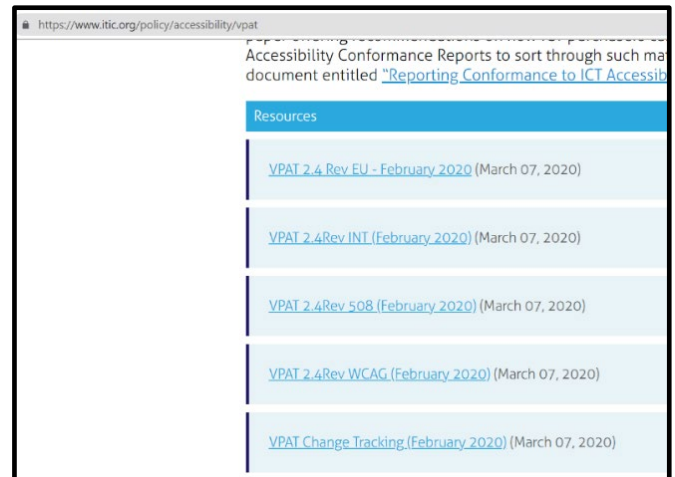 https://www.itic.org/policy/accessibility/vpat
Accessibility Conformance Reports to sort through such
document entitled "Reporting Conformance to ICT
Resources
VPAT 2.4 Rev EU - February 2020 (March 07, 2020)
VPAT 2.4Rev INT (February 2020) (March 07, 2020)
VPAT 2.4Rev 508 (February 2020) (March 07, 2020)
VPAT 2.4Rev WCAG (February 2020) (March 07, 2020)
VPAT Change Tracking (February 2020) (March 07, 2020)